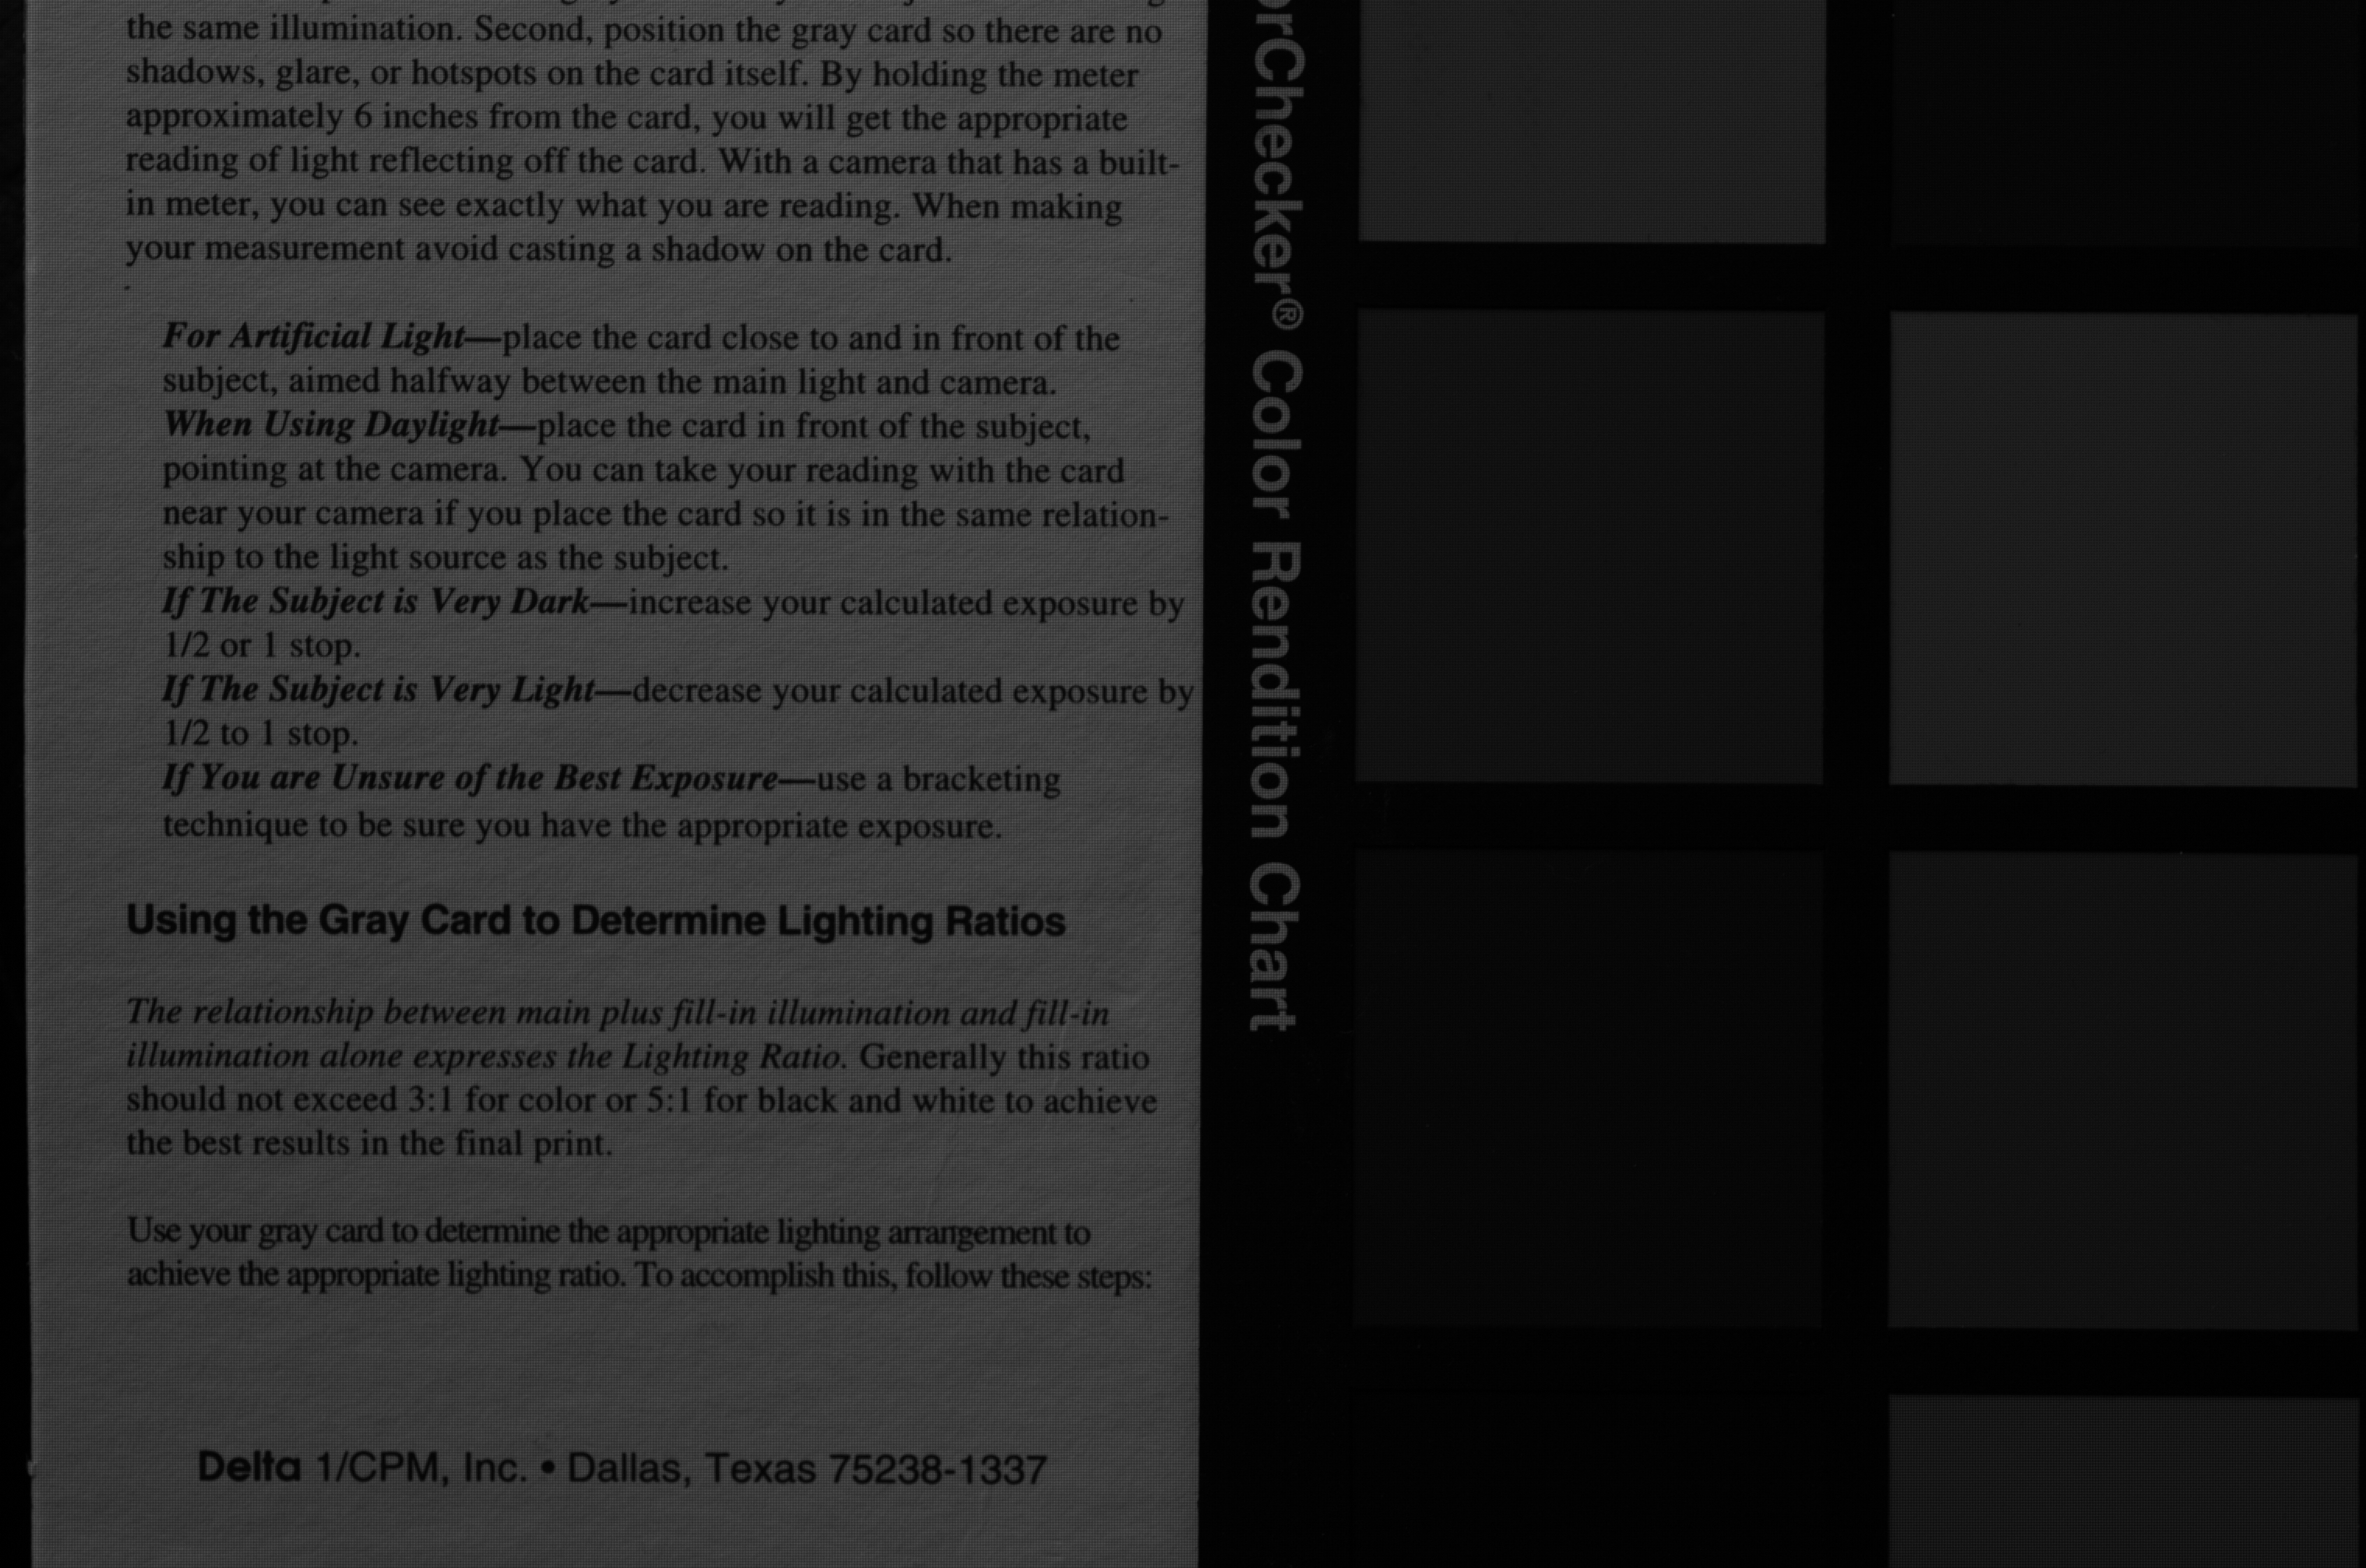 the same illumination. Second, position the gray card so there are no
shadows, glare, or hotspots on the card itself. By holding the meter
approximately 6 inches from the card, you will get the appropriate
reading of light reflecting off the card. With a camera that has a built-
in meter, you can see exactly what you are reading. When making
your measurement avoid casting a shadow on the card.
For Artificial Light—place the card close to and in front of the
subject, aimed halfway between the main light and camera.
When Using Daylight—place the card in front of the subject,
pointing at the camera. You can take your reading with the card
near your camera if you place the card so it is in the same relation-
ship to the light source as the subject.
If The Subject is Very Dark—increase your calculated exposure by
1/2 or 1 stop.
If The Subject is Very Light—decrease your calculated exposure by
1/2 to 1 stop.
If You are Unsure of the Best Exposure—use a bracketing
technique to be sure you have the appropriate exposure.
Using the Gray Card to Determine Lighting Ratios
The relationship between main plus fill-in illumination and fill-in
illumination alone expresses the Lighting Ratio. Generally this ratio
should not exceed 3:1 for color or 5:1 for black and white to achieve
the best results in the final print.
Use your gray card to determine the appropriate lighting arrangement to
achieve the appropriate lighting ratio. To accomplish this, follow these steps:
Delta 1/CPM, Inc. • Dallas, Texas 75238-1337
orChecker® Color Rendition Chart